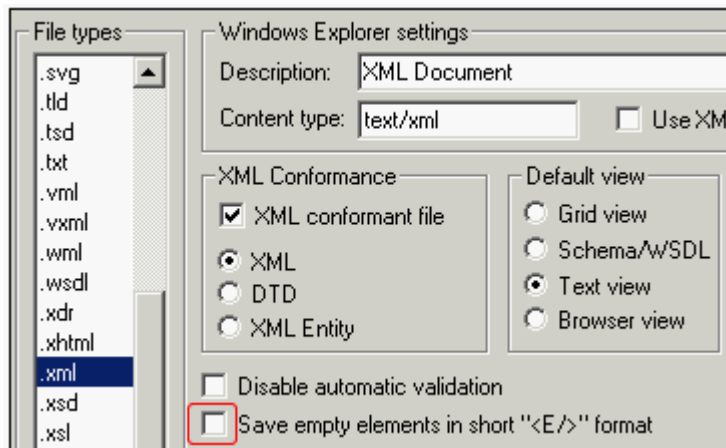 File types
.svg
.tld
.tsd
.txt
.vml
.vxml
.wml
.wsdl
.xdr
.xhtml
.xml
.xsd
.xsl
Windows Explorer settings
Description: XML Document
Content type: text/xml Use XM
XML Conformance
XML conformant file
XML
DTD
XML Entity
Default view
Grid view
Schema/WSDL
Text view
Browser view
Disable automatic validation
Save empty elements in short "<E/>" format